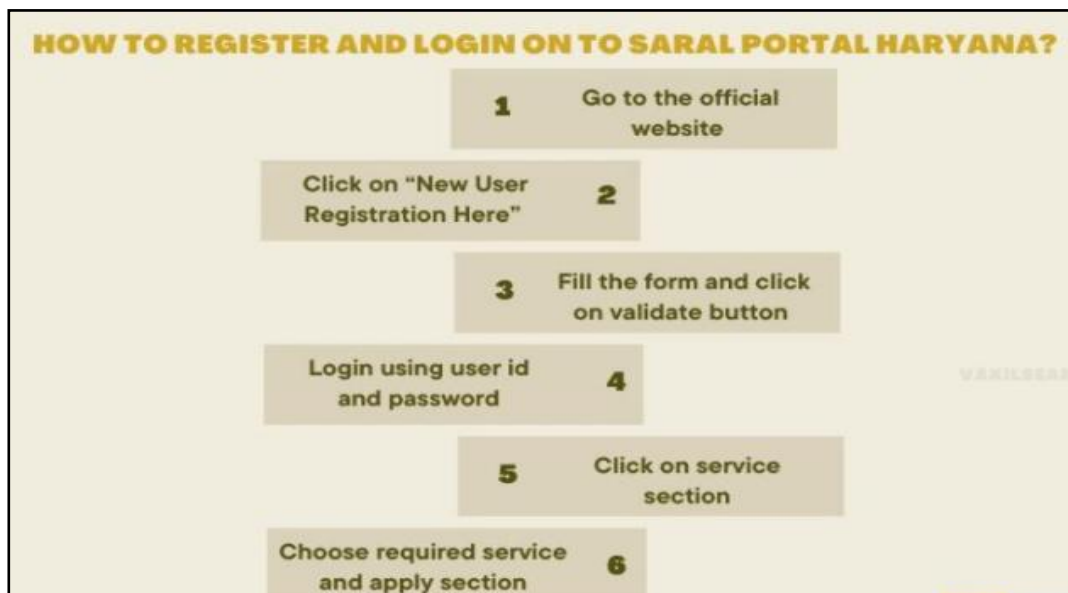 HOW TO REGISTER AND LOGIN ON TO SARAL PORTAL HARYANA?
1
Go to the official
website
Click on “New User
Registration Here”
2
3
Fill the form and click
on validate button
Login using user id
and password
4
5
Click on service
section
Choose required service
and apply section
6